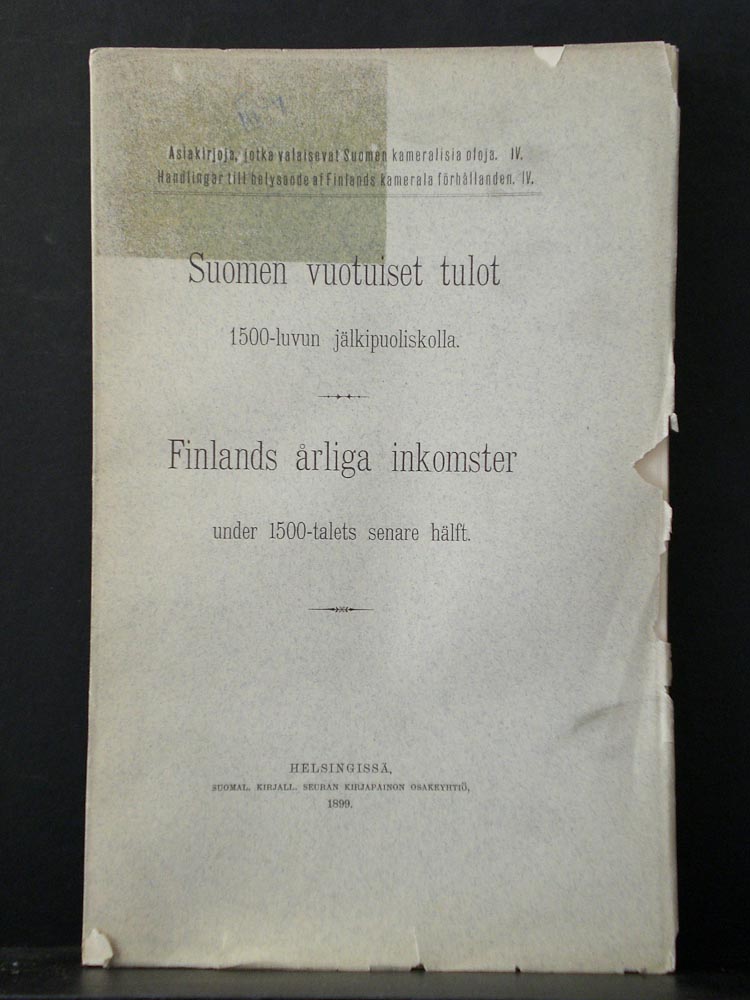 Asiakirjoja, jotka valaisevat Suomen kameralisia oloja. IV.
Handlingar till belysande af Finlands kamerala förhållanden. IV.
Suomen vuotuiset tulot
1500-luvun jälkipuoliskolla.
Finlands årliga inkomster
under 1500-talets senare hälft.
HELSINGISSÄ,
SUOMAL. KIRJALL. SEURAN KIRJAPAINON OSAKEYHTIÖ,
1899.